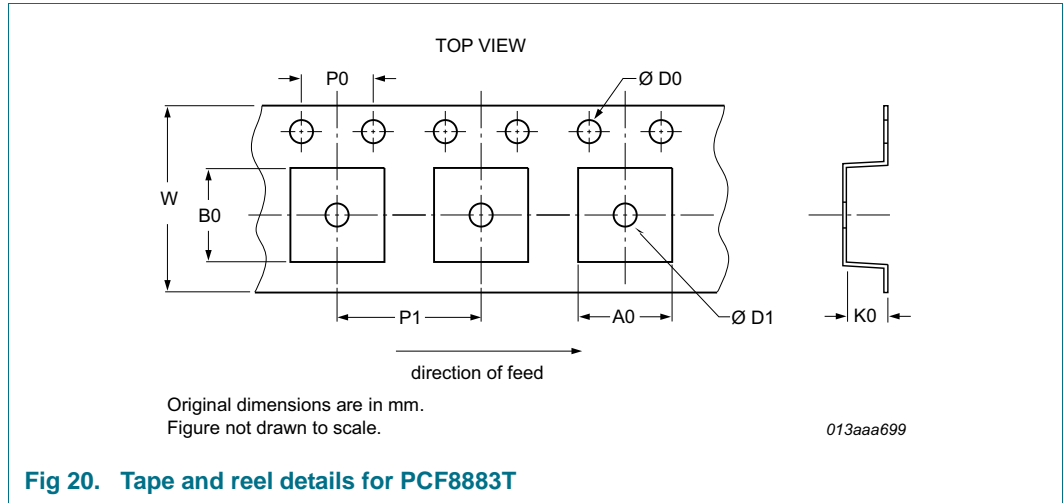 TOP VIEW
P0
Ø D0
W
B0
P1
A0
Ø D1
K0
direction of feed
Original dimensions are in mm.
Figure not drawn to scale.
013aaa699
Fig 20. Tape and reel details for PCF8883T